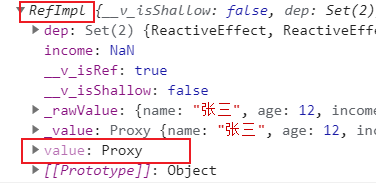 RefImpl {__v_isShallow: false, dep: Set(2)
dep: Set(2) {ReactiveEffect, ReactiveEffe
income: NaN
__v_isRef: true
__v_isShallow: false
_rawValue: {name: "张三", age: 12, income
_value: Proxy {name: "张三", age: 12, inc
value: Proxy
[[Prototype]]: Object